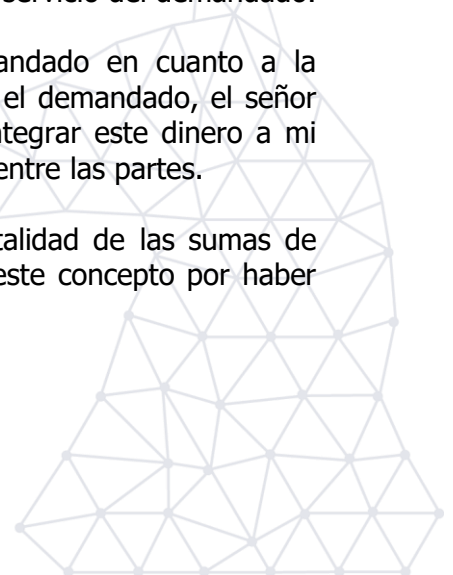 servicio del demandado.
andado en cuanto a la
el demandado, el señor
ntegrar este dinero a mi
entre las partes.
talidad de las sumas de
este concepto por haber